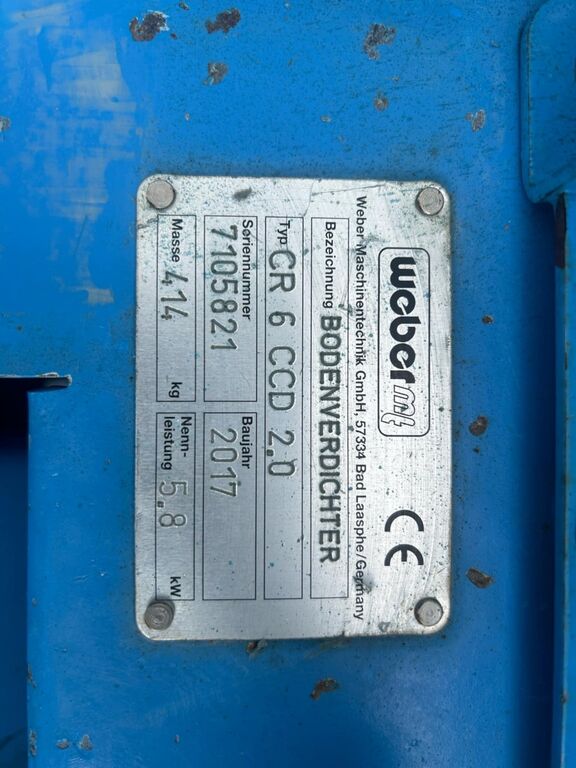 weber mt
CE
Weber Maschinentechnik GmbH, 57334 Bad Laasphe/Germany
Bezeichnung BODENVERDICHTER
Typ CR 6 CCD 2.0
Seriennummer 7105821
Baujahr 2017
Masse 414 kg
Nenn-
leistung 5.8 kW